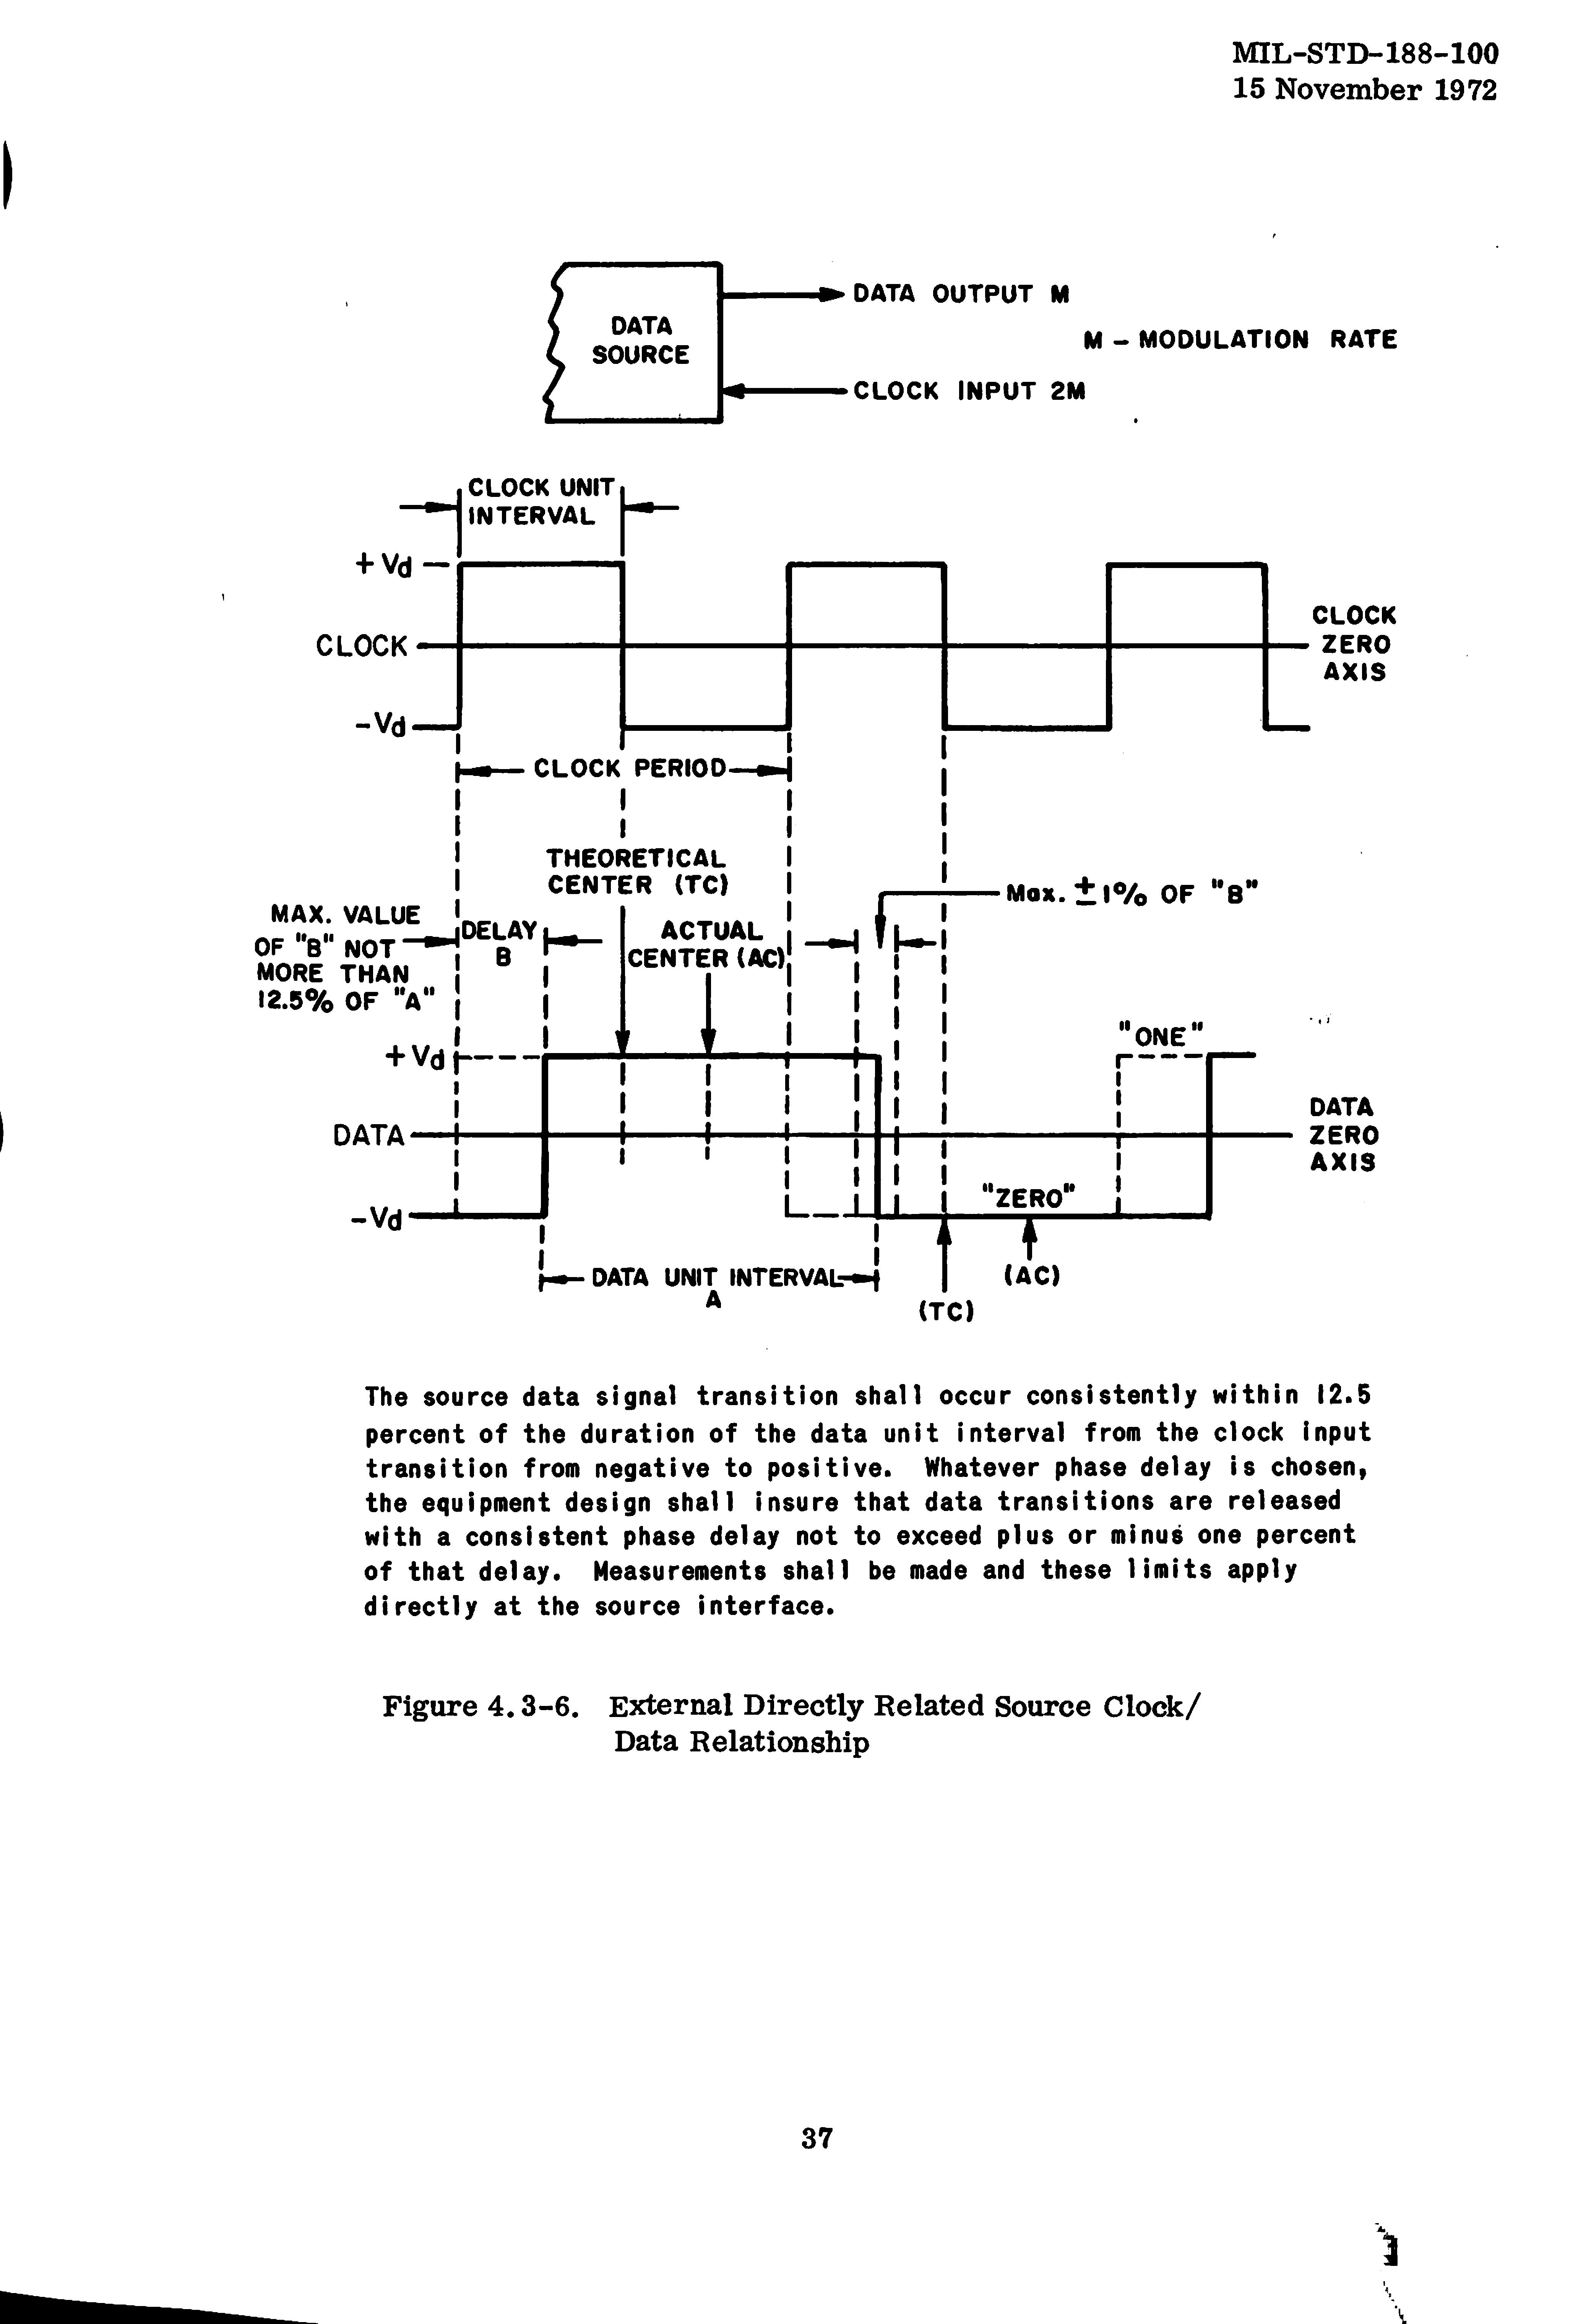 MIL-STD-188-100
15 November 1972
DATA SOURCE
DATA OUTPUT M
M - MODULATION RATE
CLOCK INPUT 2M
CLOCK UNIT
INTERVAL
+Vd
CLOCK
-Vd
CLOCK
ZERO
AXIS
CLOCK PERIOD
THEORETICAL
CENTER (TC)
Max. ±1% OF "B"
MAX. VALUE
OF "B" NOT
MORE THAN
12.5% OF "A"
DELAY
B
ACTUAL
CENTER (AC)
"ONE"
+Vd
DATA
-Vd
DATA
ZERO
AXIS
"ZERO"
DATA UNIT INTERVAL
A
(TC)
(AC)
The source data signal transition shall occur consistently within 12.5
percent of the duration of the data unit interval from the clock input
transition from negative to positive. Whatever phase delay is chosen,
the equipment design shall insure that data transitions are released
with a consistent phase delay not to exceed plus or minus one percent
of that delay. Measurements shall be made and these limits apply
directly at the source interface.
Figure 4.3-6. External Directly Related Source Clock/
Data Relationship
37